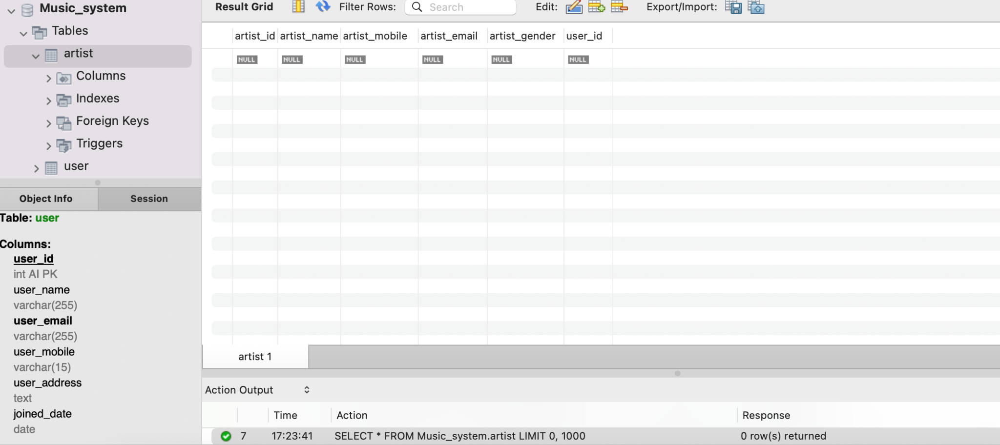 Music_system
Tables
artist
Columns
Indexes
Foreign Keys
Triggers
user
Object Info Session
Table: user
Columns:
user_id
int AI PK
user_name
varchar(255)
user_email
varchar(255)
user_mobile
varchar(15)
user_address
text
joined_date
date
Result Grid Filter Rows: Search Edit: Export/Import:
artist_id artist_name artist_mobile artist_email artist_gender user_id
NULL NULL NULL NULL NULL NULL
artist 1
Action Output
Time Action Response
7 17:23:41 SELECT * FROM Music_system.artist LIMIT 0, 1000 0 row(s) returned